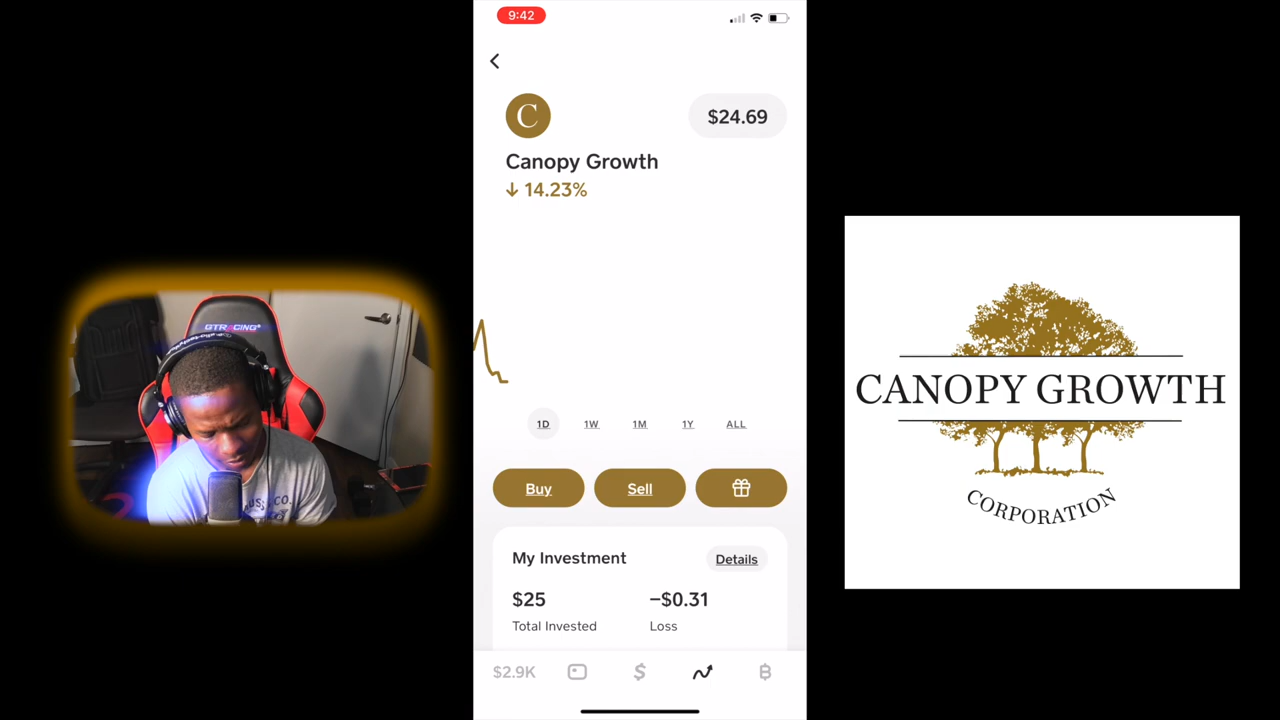 9:42
$24.69
Canopy Growth
↓ 14.23%
1D 1W 1M 1Y ALL
Buy Sell
My Investment Details
$25 –$0.31
Total Invested Loss
$2.9K
GTRACING
CANOPY GROWTH
CORPORATION